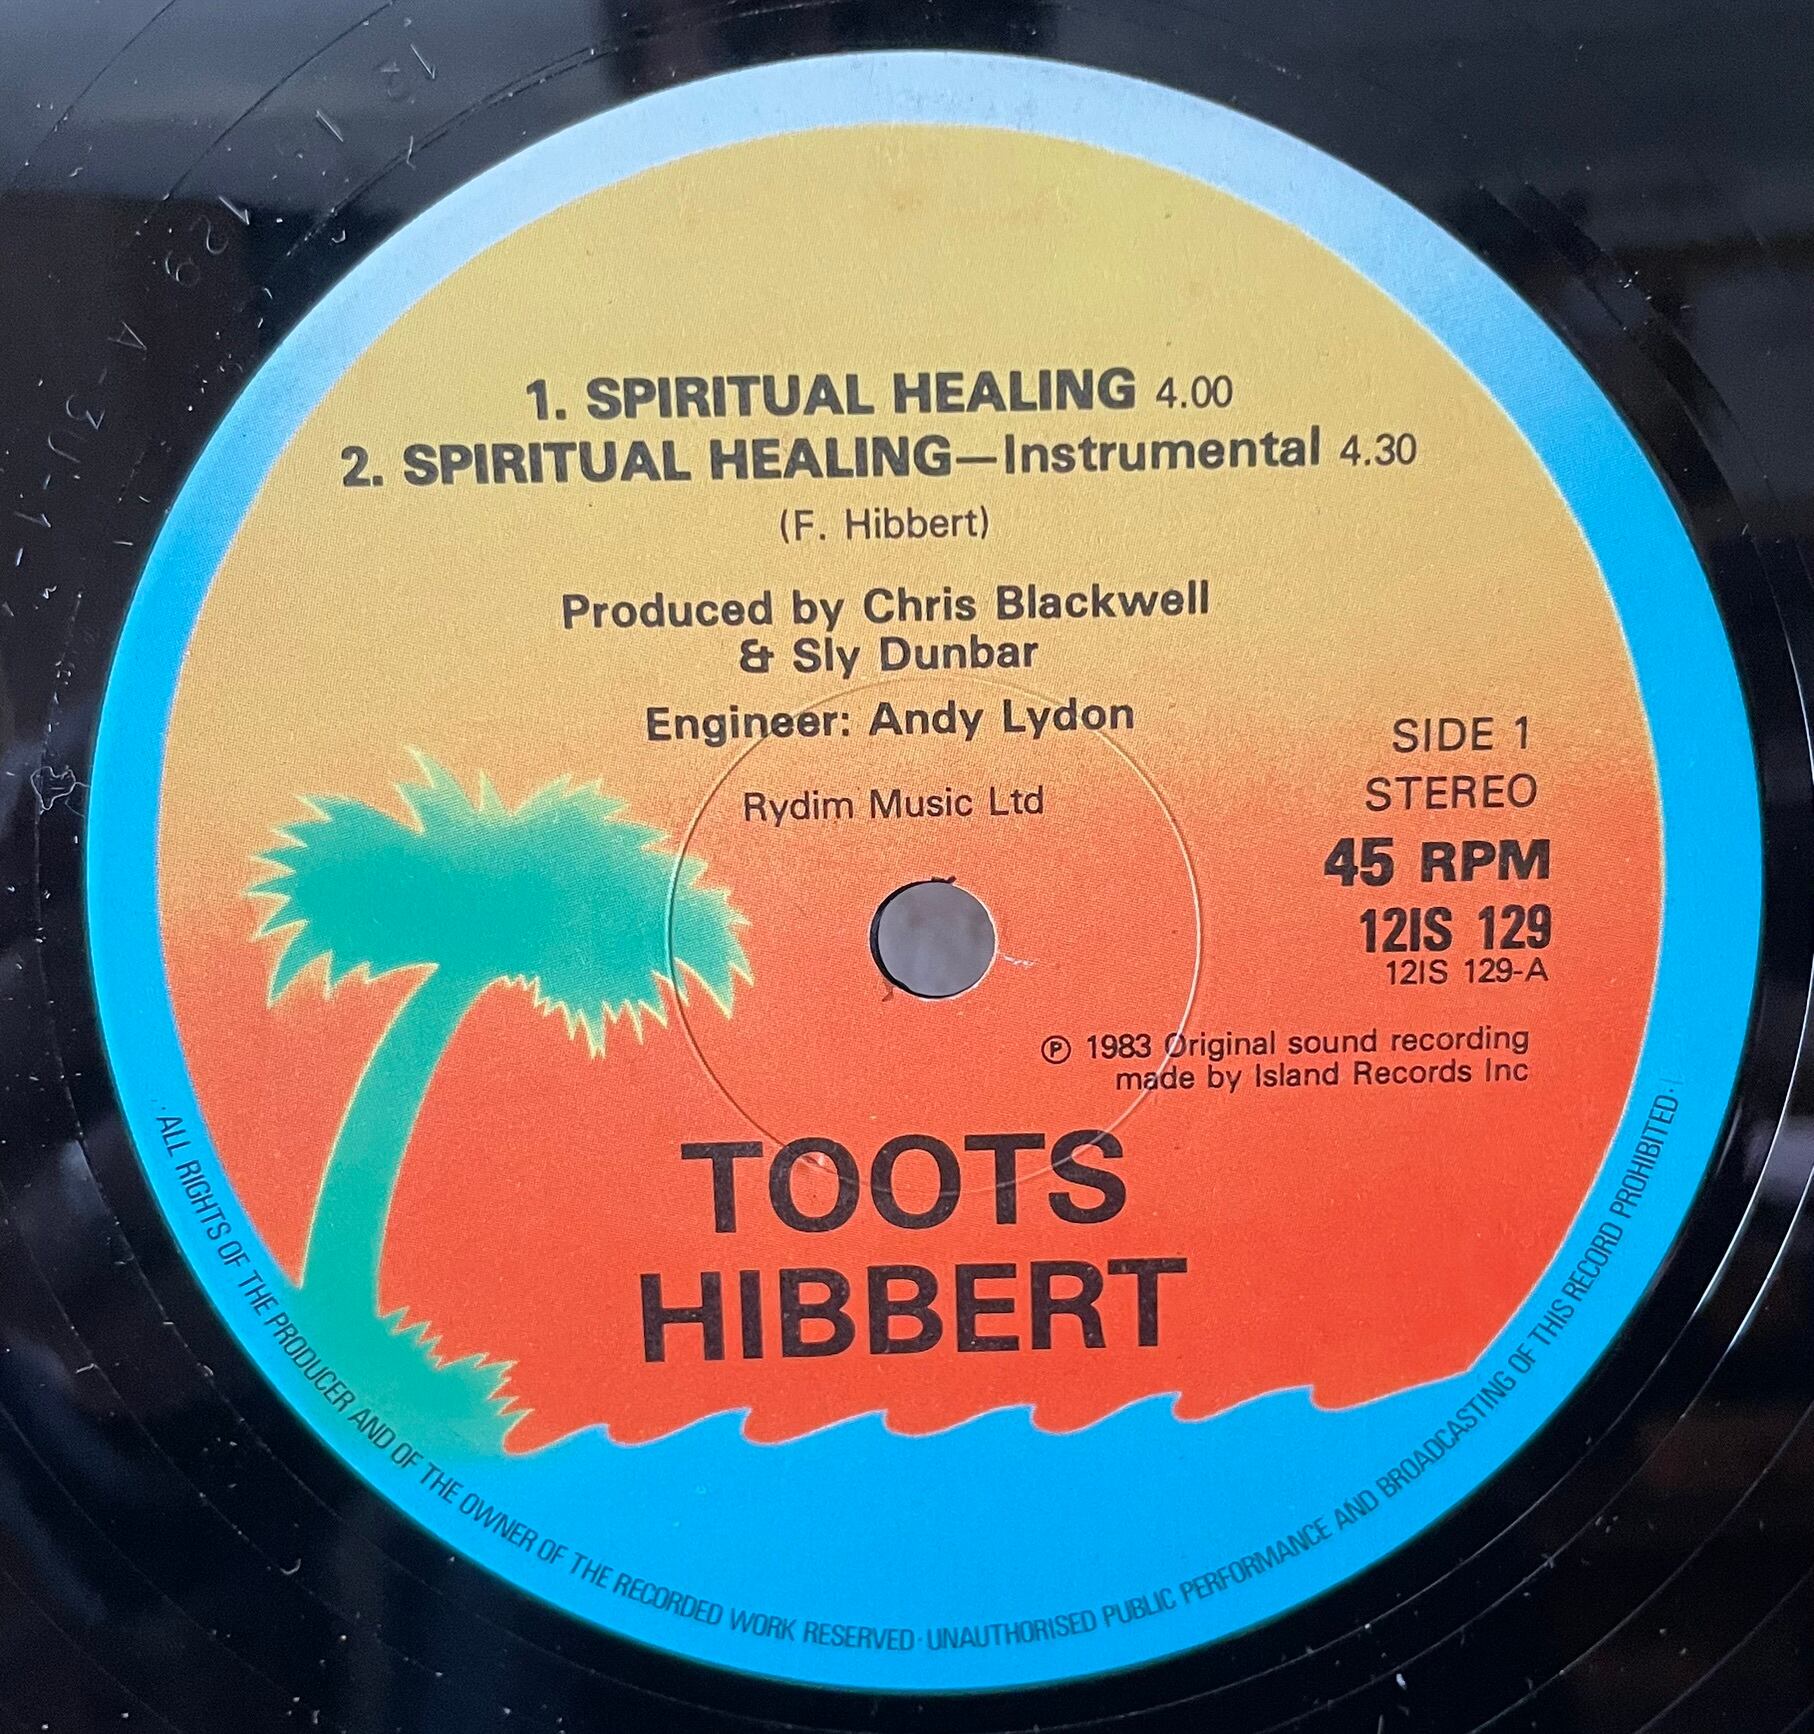 1. SPIRITUAL HEALING 4.00
2. SPIRITUAL HEALING—Instrumental 4.30
(F. Hibbert)
Produced by Chris Blackwell
& Sly Dunbar
Engineer: Andy Lydon
Rydim Music Ltd
SIDE 1
STEREO
45 RPM
12IS 129
12IS 129-A
℗ 1983 Original sound recording
made by Island Records Inc
TOOTS
HIBBERT
·ALL RIGHTS OF THE PRODUCER AND OF THE OWNER OF THE RECORDED WORK RESERVED·UNAUTHORISED PUBLIC PERFORMANCE AND BROADCASTING OF THIS RECORD PROHIBITED·